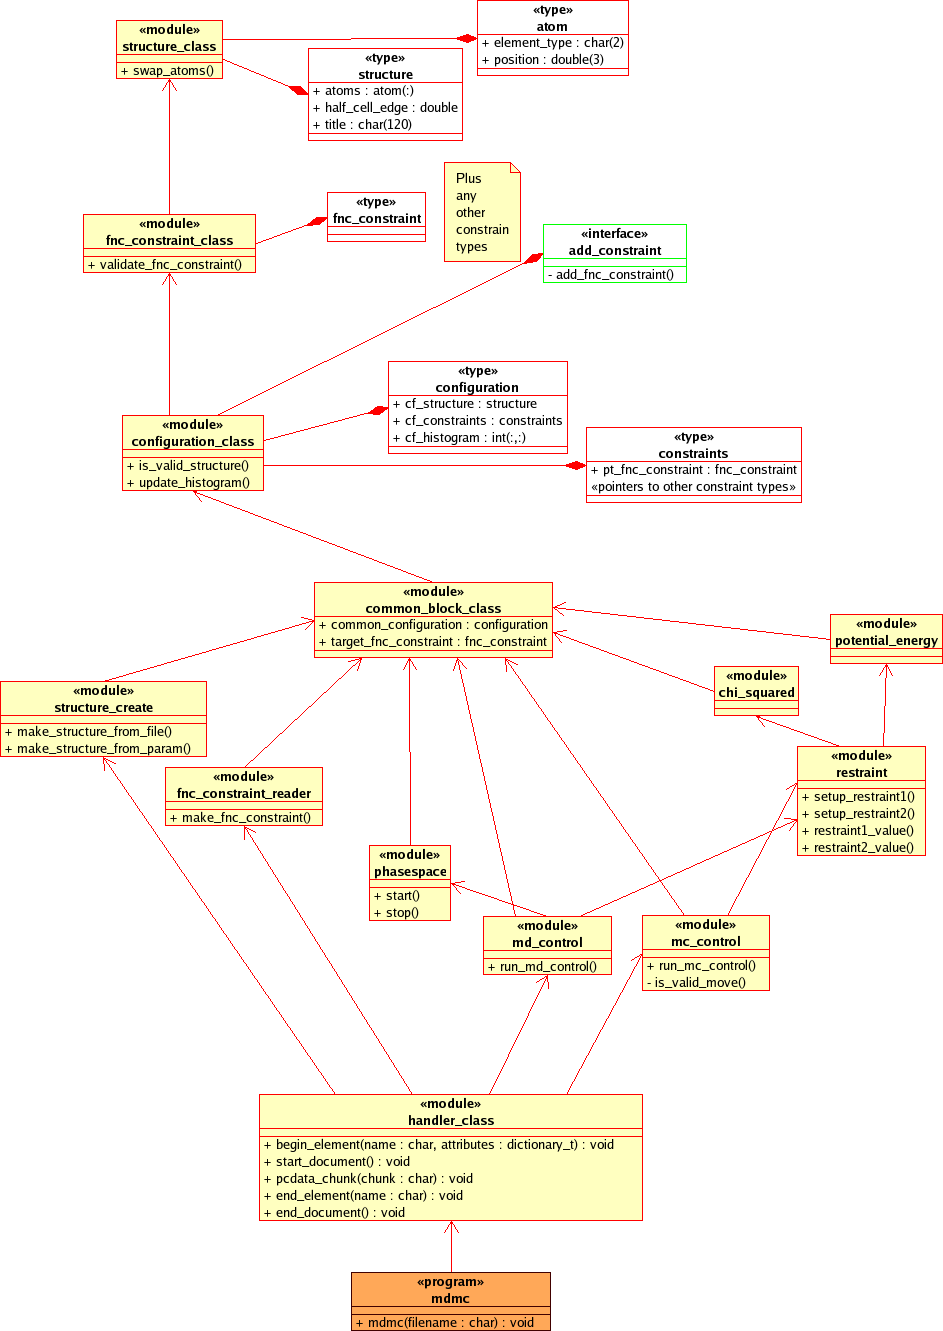 «module»
structure_class
+ swap_atoms()
«type»
atom
+ element_type : char(2)
+ position : double(3)
«type»
structure
+ atoms : atom(:)
+ half_cell_edge : double
+ title : char(120)
Plus
any
other
constrain
types
«type»
fnc_constraint
«module»
fnc_constraint_class
+ validate_fnc_constraint()
«interface»
add_constraint
- add_fnc_constraint()
«type»
configuration
+ cf_structure : structure
+ cf_constraints : constraints
+ cf_histogram : int(:,:)
«module»
configuration_class
+ is_valid_structure()
+ update_histogram()
«type»
constraints
+ pt_fnc_constraint : fnc_constraint
«pointers to other constraint types»
«module»
common_block_class
+ common_configuration : configuration
+ target_fnc_constraint : fnc_constraint
«module»
potential_energy
«module»
chi_squared
«module»
structure_create
+ make_structure_from_file()
+ make_structure_from_param()
«module»
restraint
+ setup_restraint1()
+ setup_restraint2()
+ restraint1_value()
+ restraint2_value()
«module»
fnc_constraint_reader
+ make_fnc_constraint()
«module»
phasespace
+ start()
+ stop()
«module»
md_control
+ run_md_control()
«module»
mc_control
+ run_mc_control()
- is_valid_move()
«module»
handler_class
+ begin_element(name : char, attributes : dictionary_t) : void
+ start_document() : void
+ pcdata_chunk(chunk : char) : void
+ end_element(name : char) : void
+ end_document() : void
«program»
mdmc
+ mdmc(filename : char) : void